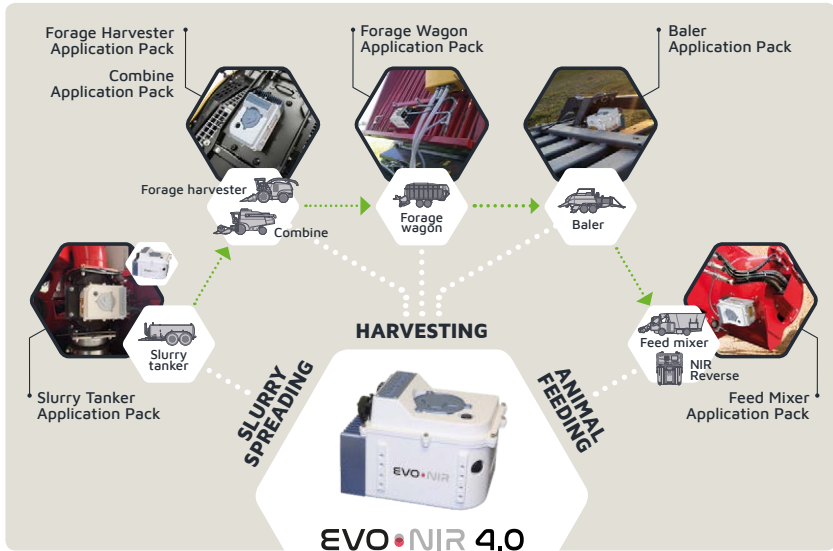 Forage Harvester
Application Pack
Combine
Application Pack
Forage Wagon
Application Pack
Baler
Application Pack
Forage harvester
Combine
Forage
wagon
Baler
Slurry
tanker
Feed mixer
NIR
Reverse
Slurry Tanker
Application Pack
HARVESTING
SLURRY
SPREADING
ANIMAL
FEEDING
Feed Mixer
Application Pack
EVO NIR
EVO NIR 4.0